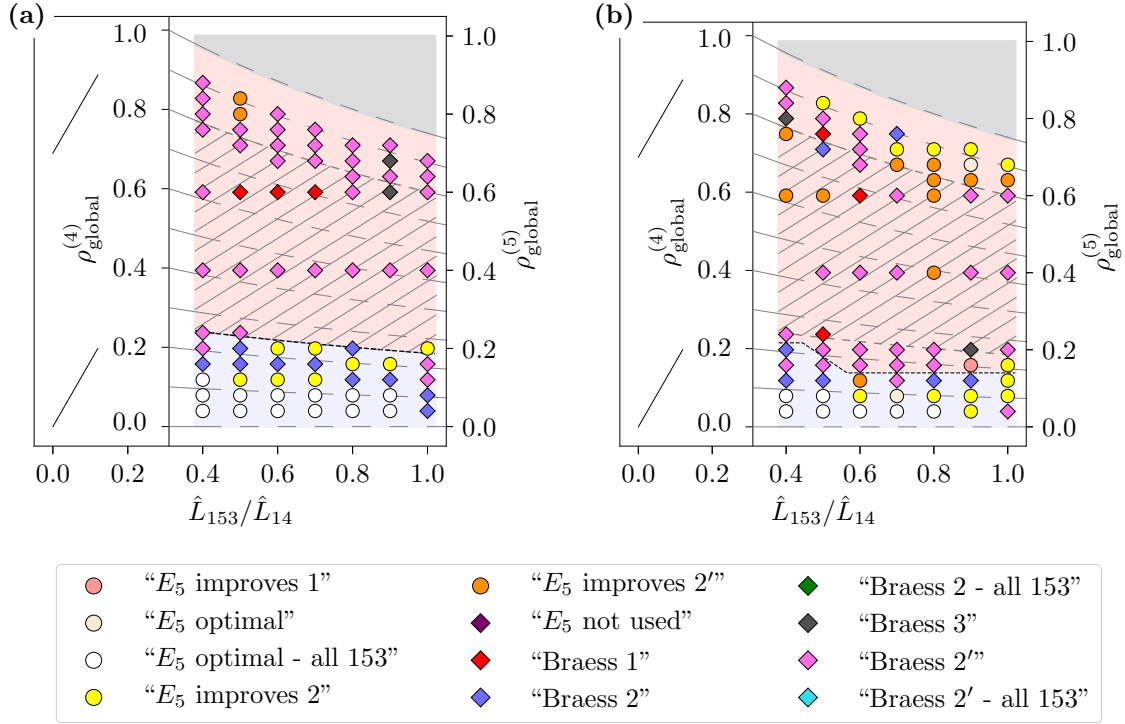 (a)
(b)
1.0
0.8
0.6
0.4
0.2
0.0
ρ_global^(4)
1.0
0.8
0.6
0.4
0.2
0.0
ρ_global^(5)
0.0 0.2 0.4 0.6 0.8 1.0
L̂₁₅₃/L̂₁₄
1.0
0.8
0.6
0.4
0.2
0.0
ρ_global^(4)
1.0
0.8
0.6
0.4
0.2
0.0
ρ_global^(5)
0.0 0.2 0.4 0.6 0.8 1.0
L̂₁₅₃/L̂₁₄
“E₅ improves 1”
“E₅ optimal”
“E₅ optimal - all 153”
“E₅ improves 2”
“E₅ improves 2′”
“E₅ not used”
“Braess 1”
“Braess 2”
“Braess 2 - all 153”
“Braess 3”
“Braess 2′”
“Braess 2′ - all 153”